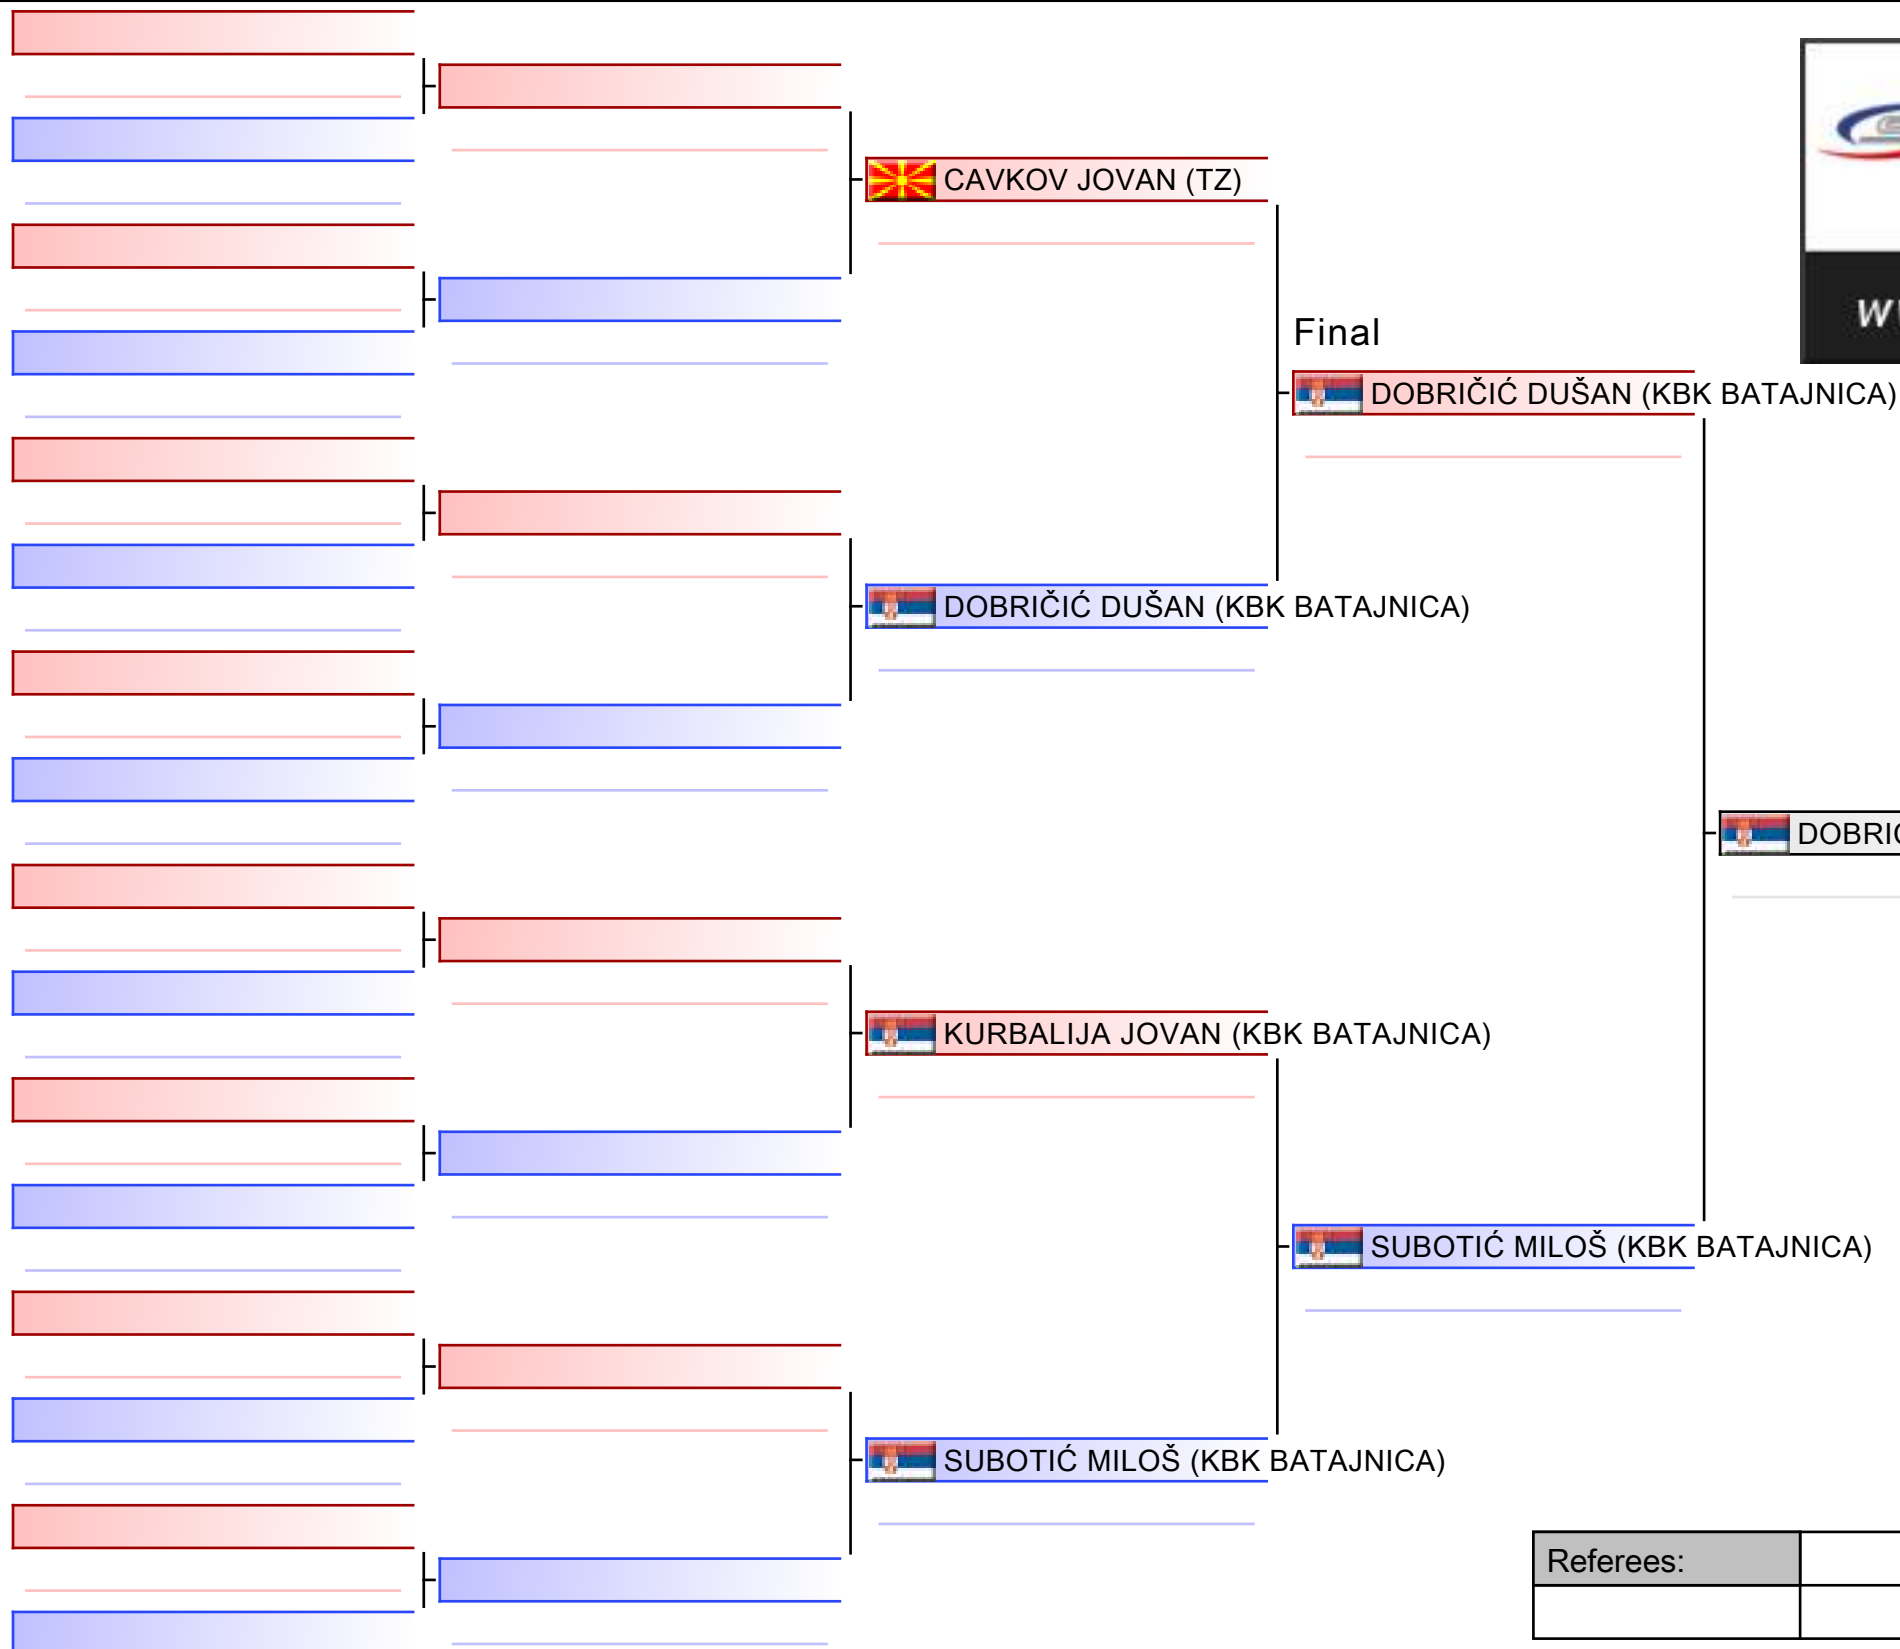 CAVKOV JOVAN (TZ)
Final
DOBRIČIĆ DUŠAN (KBK BATAJNICA)
DOBRIČIĆ DUŠAN (KBK BATAJNICA)
KURBALIJA JOVAN (KBK BATAJNICA)
SUBOTIĆ MILOŠ (KBK BATAJNICA)
SUBOTIĆ MILOŠ (KBK BATAJNICA)
Referees: